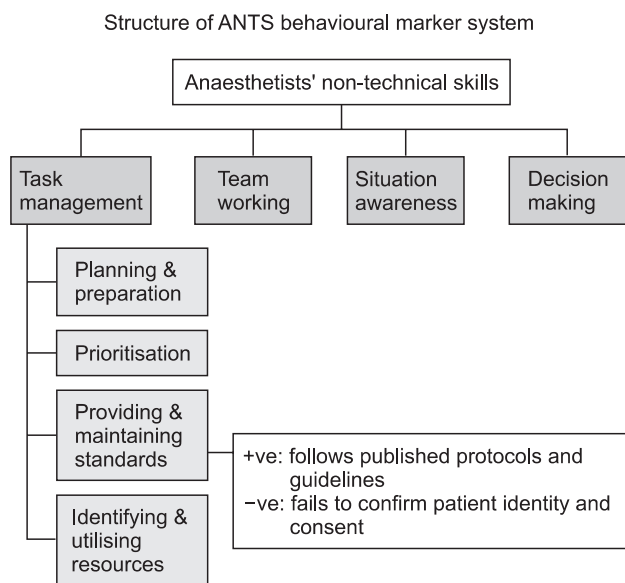 Structure of ANTS behavioural marker system
Anaesthetists' non-technical skills
Task
management
Team
working
Situation
awareness
Decision
making
Planning &
preparation
Prioritisation
Providing &
maintaining
standards
+ve: follows published protocols and
guidelines
−ve: fails to confirm patient identity and
consent
Identifying &
utilising
resources